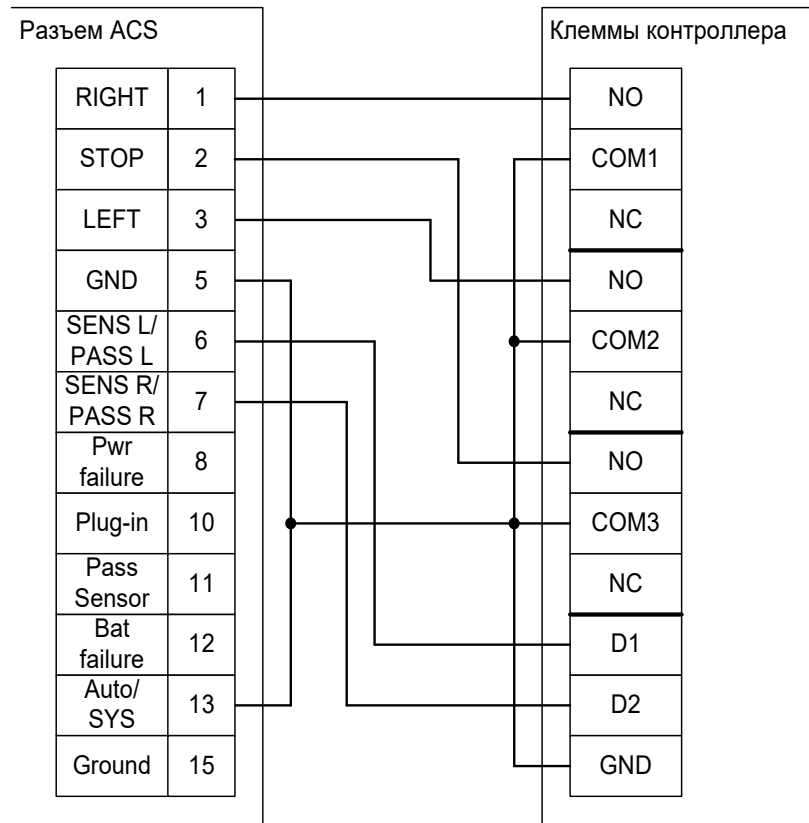 Разъем ACS
Клеммы контроллера
RIGHT 1
STOP 2
LEFT 3
GND 5
SENS L/
PASS L 6
SENS R/
PASS R 7
Pwr
failure 8
Plug-in 10
Pass
Sensor 11
Bat
failure 12
Auto/
SYS 13
Ground 15
NO
COM1
NC
NO
COM2
NC
NO
COM3
NC
D1
D2
GND